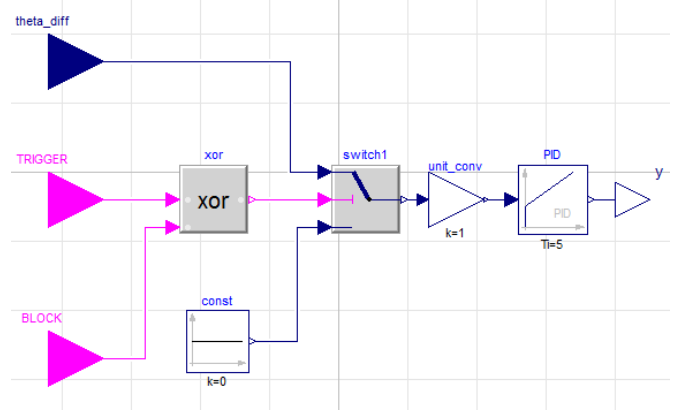 theta_diff
TRIGGER
xor
xor
switch1
unit_conv
k=1
PID
PID
Ti=5
y
BLOCK
const
k=0